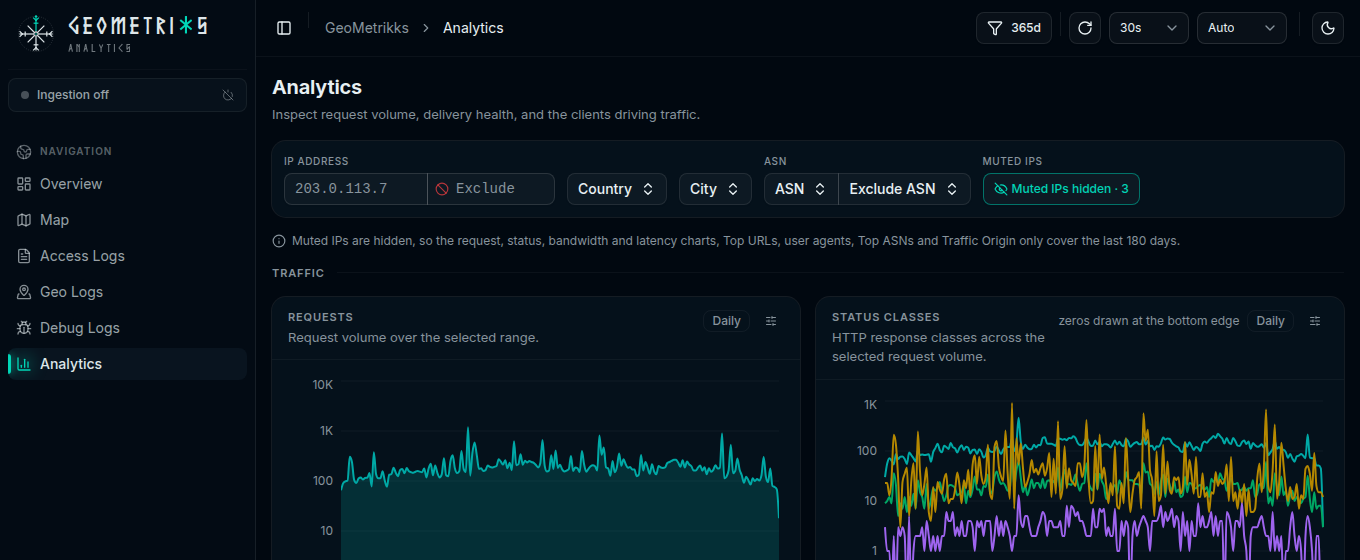 GEOMETRIKS
ANALYTICS
GeoMetrikks > Analytics
365d
30s
Auto
Ingestion off
NAVIGATION
Overview
Map
Access Logs
Geo Logs
Debug Logs
Analytics
Analytics
Inspect request volume, delivery health, and the clients driving traffic.
IP ADDRESS
ASN
MUTED IPS
203.0.113.7
Exclude
Country
City
ASN
Exclude ASN
Muted IPs hidden · 3
Muted IPs are hidden, so the request, status, bandwidth and latency charts, Top URLs, user agents, Top ASNs and Traffic Origin only cover the last 180 days.
TRAFFIC
REQUESTS
Request volume over the selected range.
Daily
10K
1K
100
10
STATUS CLASSES
HTTP response classes across the
selected request volume.
zeros drawn at the bottom edge
Daily
1K
100
10
1